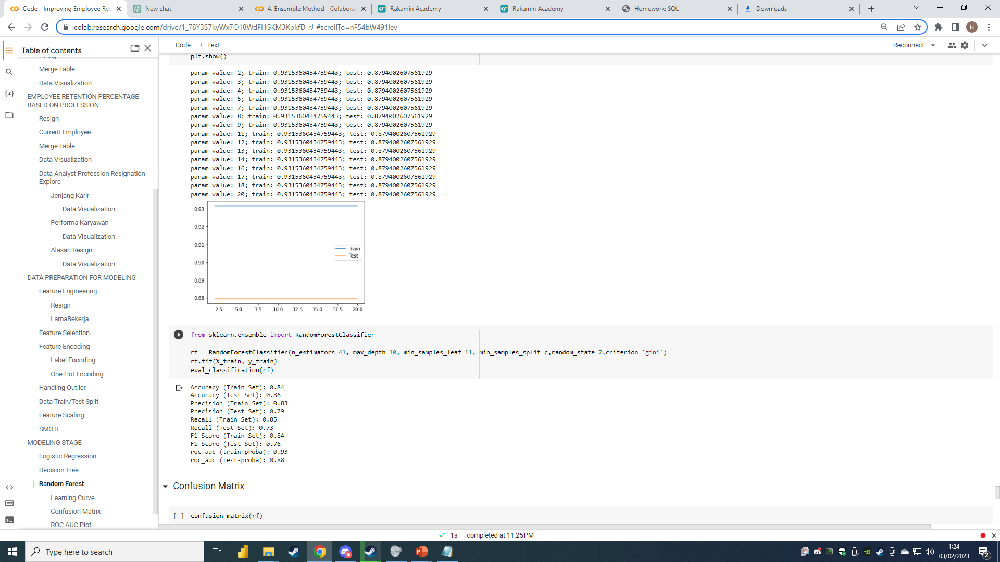 Code - Improving Employee Ret
New chat
4. Ensemble Method - Colaborat
Rakamin Academy
Rakamin Academy
Homework: SQL
Downloads
colab.research.google.com/drive/1_78Y3S7kyWx7O18WdFHGKM3KpkfD-rJ-#scrollTo=nF54bW491Iev
H
Table of contents
Merge Table
Data Visualization
EMPLOYEE RETENTION PERCENTAGE
BASED ON PROFESSION
Resign
Current Employee
Merge Table
Data Visualization
Data Analyst Profession Resignation
Explore
Jenjang Karir
Data Visualization
Performa Karyawan
Data Visualization
Alasan Resign
Data Visualization
DATA PREPARATION FOR MODELING
Feature Engineering
Resign
LamaBekerja
Feature Selection
Feature Encoding
Label Encoding
One Hot Encoding
Handling Outlier
Data Train/Test Split
Feature Scaling
SMOTE
MODELING STAGE
Logistic Regression
Decision Tree
Random Forest
Learning Curve
Confusion Matrix
ROC AUC Plot
+ Code + Text
Reconnect
plt.show()
param value: 2; train: 0.9315360434759443; test: 0.8794002607561929
param value: 3; train: 0.9315360434759443; test: 0.8794002607561929
param value: 4; train: 0.9315360434759443; test: 0.8794002607561929
param value: 5; train: 0.9315360434759443; test: 0.8794002607561929
param value: 7; train: 0.9315360434759443; test: 0.8794002607561929
param value: 8; train: 0.9315360434759443; test: 0.8794002607561929
param value: 9; train: 0.9315360434759443; test: 0.8794002607561929
param value: 11; train: 0.9315360434759443; test: 0.8794002607561929
param value: 12; train: 0.9315360434759443; test: 0.8794002607561929
param value: 13; train: 0.9315360434759443; test: 0.8794002607561929
param value: 14; train: 0.9315360434759443; test: 0.8794002607561929
param value: 16; train: 0.9315360434759443; test: 0.8794002607561929
param value: 17; train: 0.9315360434759443; test: 0.8794002607561929
param value: 18; train: 0.9315360434759443; test: 0.8794002607561929
param value: 20; train: 0.9315360434759443; test: 0.8794002607561929
0.93
0.92
0.91
0.90
0.89
0.88
Train
Test
2.5 5.0 7.5 10.0 12.5 15.0 17.5 20.0
from sklearn.ensemble import RandomForestClassifier
rf = RandomForestClassifier(n_estimators=41, max_depth=10, min_samples_leaf=11, min_samples_split=c,random_state=7,criterion='gini')
rf.fit(X_train, y_train)
eval_classification(rf)
Accuracy (Train Set): 0.84
Accuracy (Test Set): 0.86
Precision (Train Set): 0.83
Precision (Test Set): 0.79
Recall (Train Set): 0.85
Recall (Test Set): 0.73
F1-Score (Train Set): 0.84
F1-Score (Test Set): 0.76
roc_auc (train-proba): 0.93
roc_auc (test-proba): 0.88
Confusion Matrix
[ ] confusion_matrix(rf)
1s completed at 11:25 PM
Type here to search
1:24
03/02/2023
2